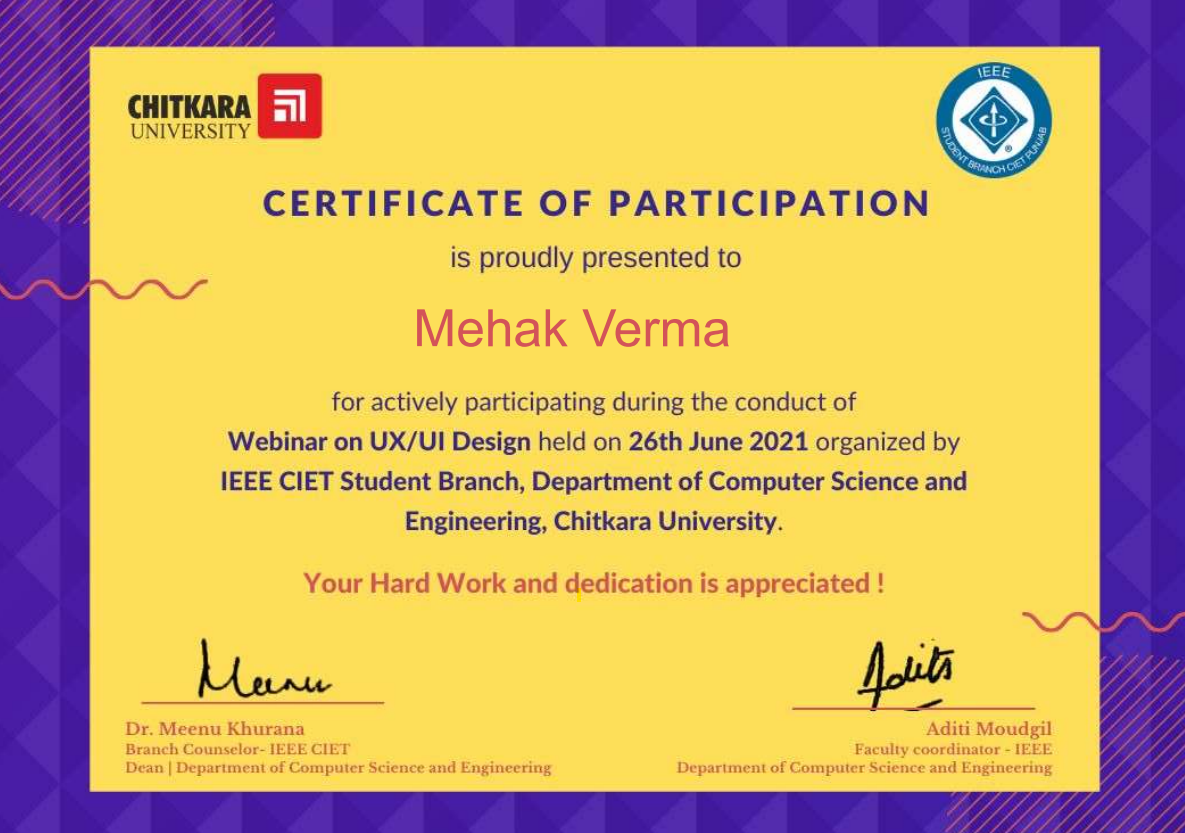 CHITKARA
UNIVERSITY
IEEE
STUDENT BRANCH CIET PUNJAB
®
CERTIFICATE OF PARTICIPATION
is proudly presented to
Mehak Verma
for actively participating during the conduct of
Webinar on UX/UI Design held on 26th June 2021 organized by
IEEE CIET Student Branch, Department of Computer Science and
Engineering, Chitkara University.
Your Hard Work and dedication is appreciated !
Meenu
Aditi
Dr. Meenu Khurana
Branch Counselor- IEEE CIET
Dean | Department of Computer Science and Engineering
Aditi Moudgil
Faculty coordinator - IEEE
Department of Computer Science and Engineering